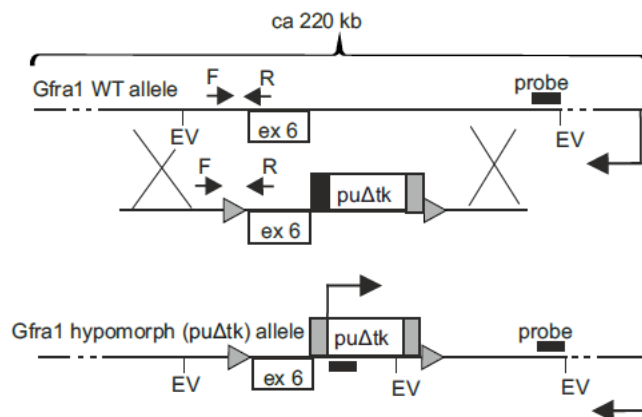 ca 220 kb
Gfra1 WT allele
F R
probe
EV
ex 6
EV
F R
puΔtk
ex 6
Gfra1 hypomorph (puΔtk) allele
puΔtk
probe
EV
ex 6
EV
EV